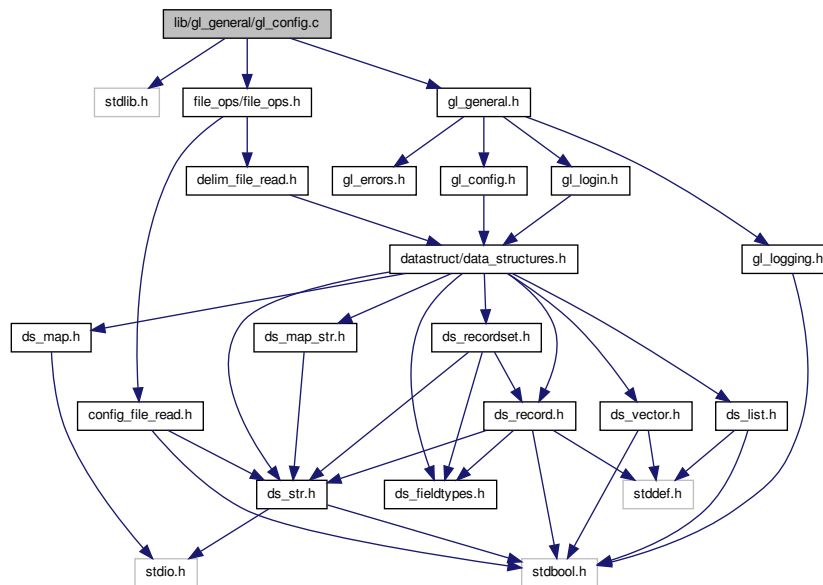 lib/gl_general/gl_config.c
stdlib.h
file_ops/file_ops.h
gl_general.h
delim_file_read.h
gl_errors.h
gl_config.h
gl_login.h
datastruct/data_structures.h
gl_logging.h
ds_map.h
ds_map_str.h
ds_recordset.h
config_file_read.h
ds_record.h
ds_vector.h
ds_list.h
ds_str.h
ds_fieldtypes.h
stddef.h
stdio.h
stdbool.h